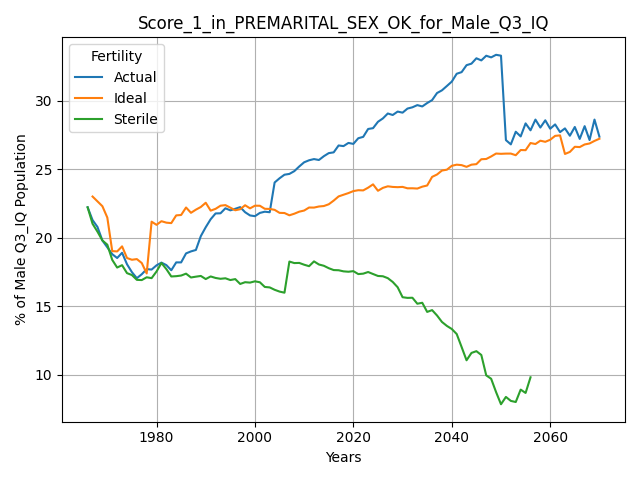 Score_1_in_PREMARITAL_SEX_OK_for_Male_Q3_IQ
Fertility
Actual
Ideal
Sterile
% of Male Q3_IQ Population
30
25
20
15
10
1980
2000
2020
2040
2060
Years